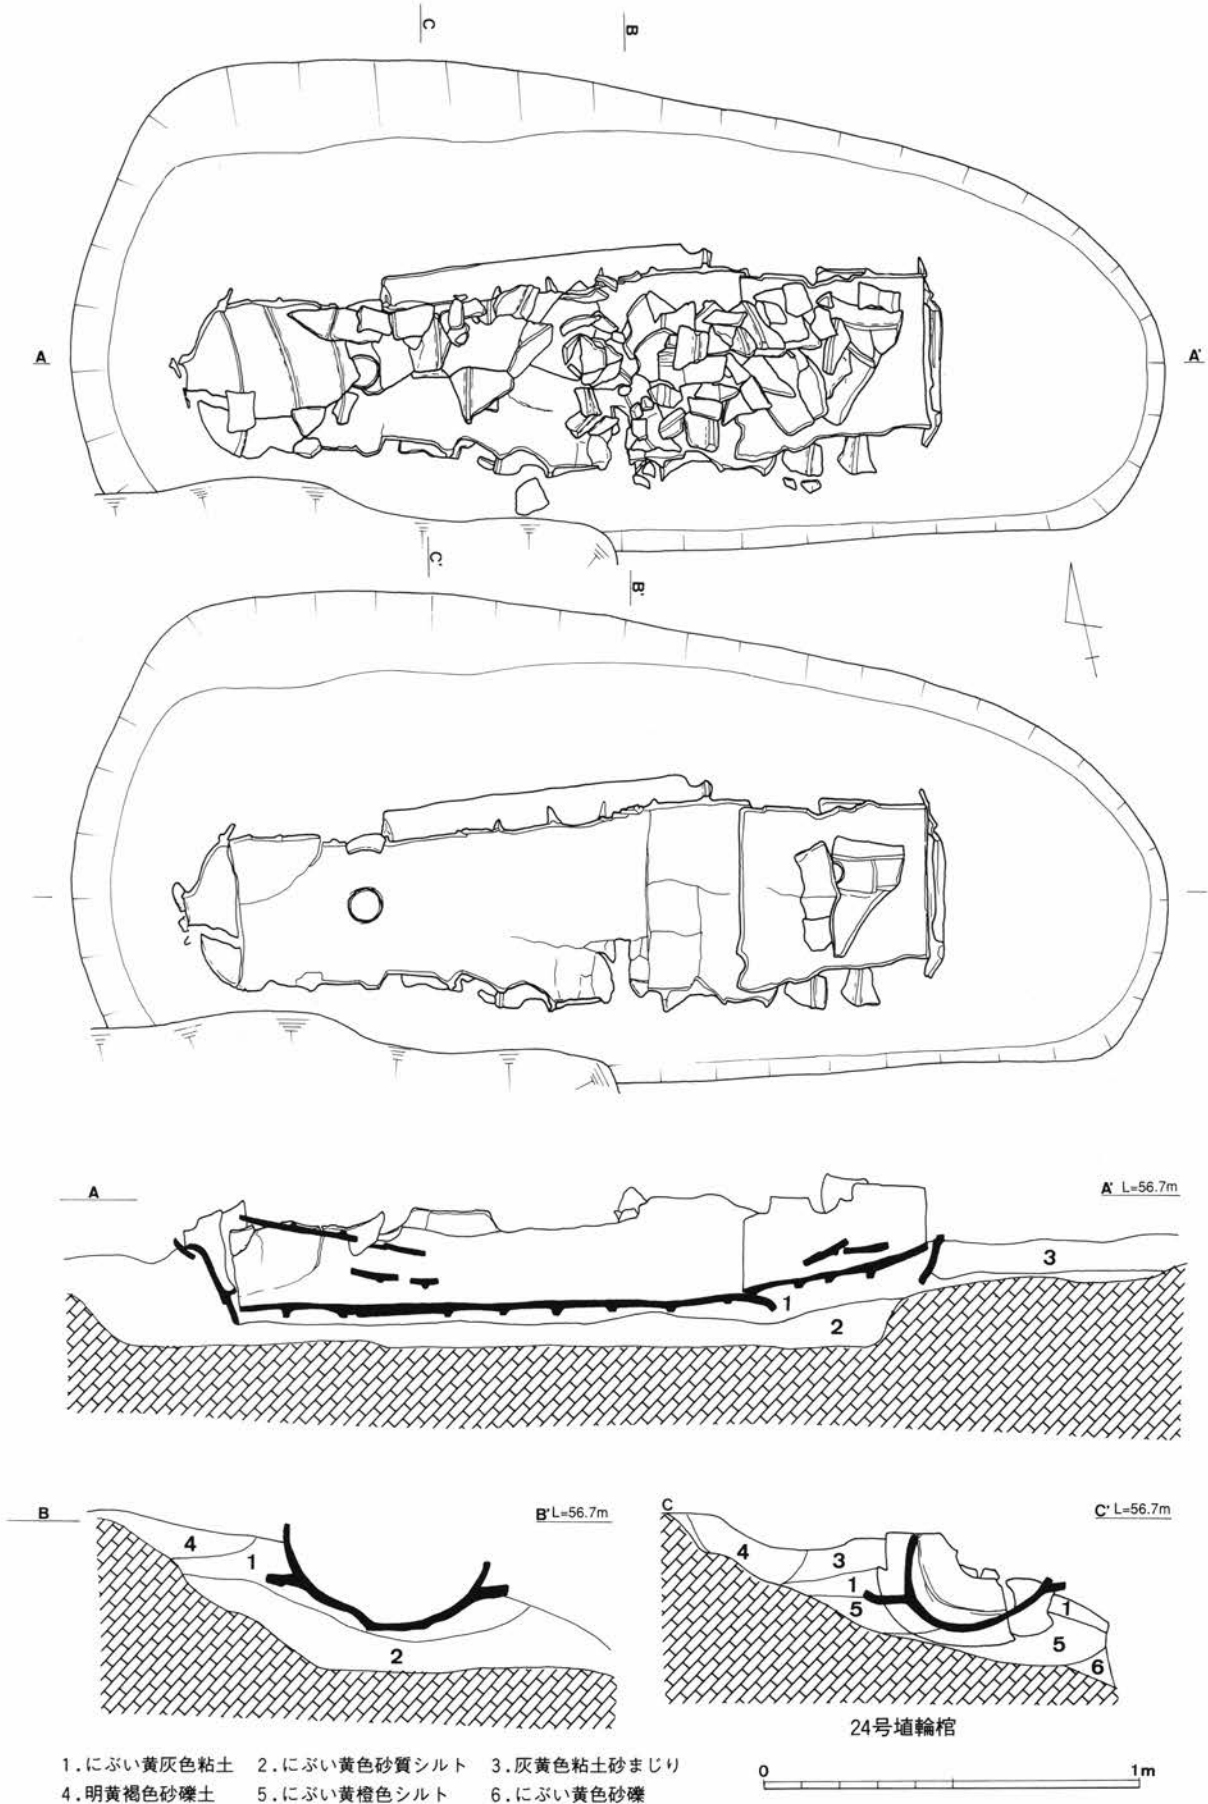 C
B
A
A'
C'
B'
A
A' L=56.7m
3
1
2
B
B' L=56.7m
4
1
2
C
C' L=56.7m
4
3
1
5
1
5
6
24号埴輪棺
1.にぶい黄灰色粘土 2.にぶい黄色砂質シルト 3.灰黄色粘土砂まじり
4.明黄褐色砂礫土 5.にぶい黄橙色シルト 6.にぶい黄色砂礫
0 1m